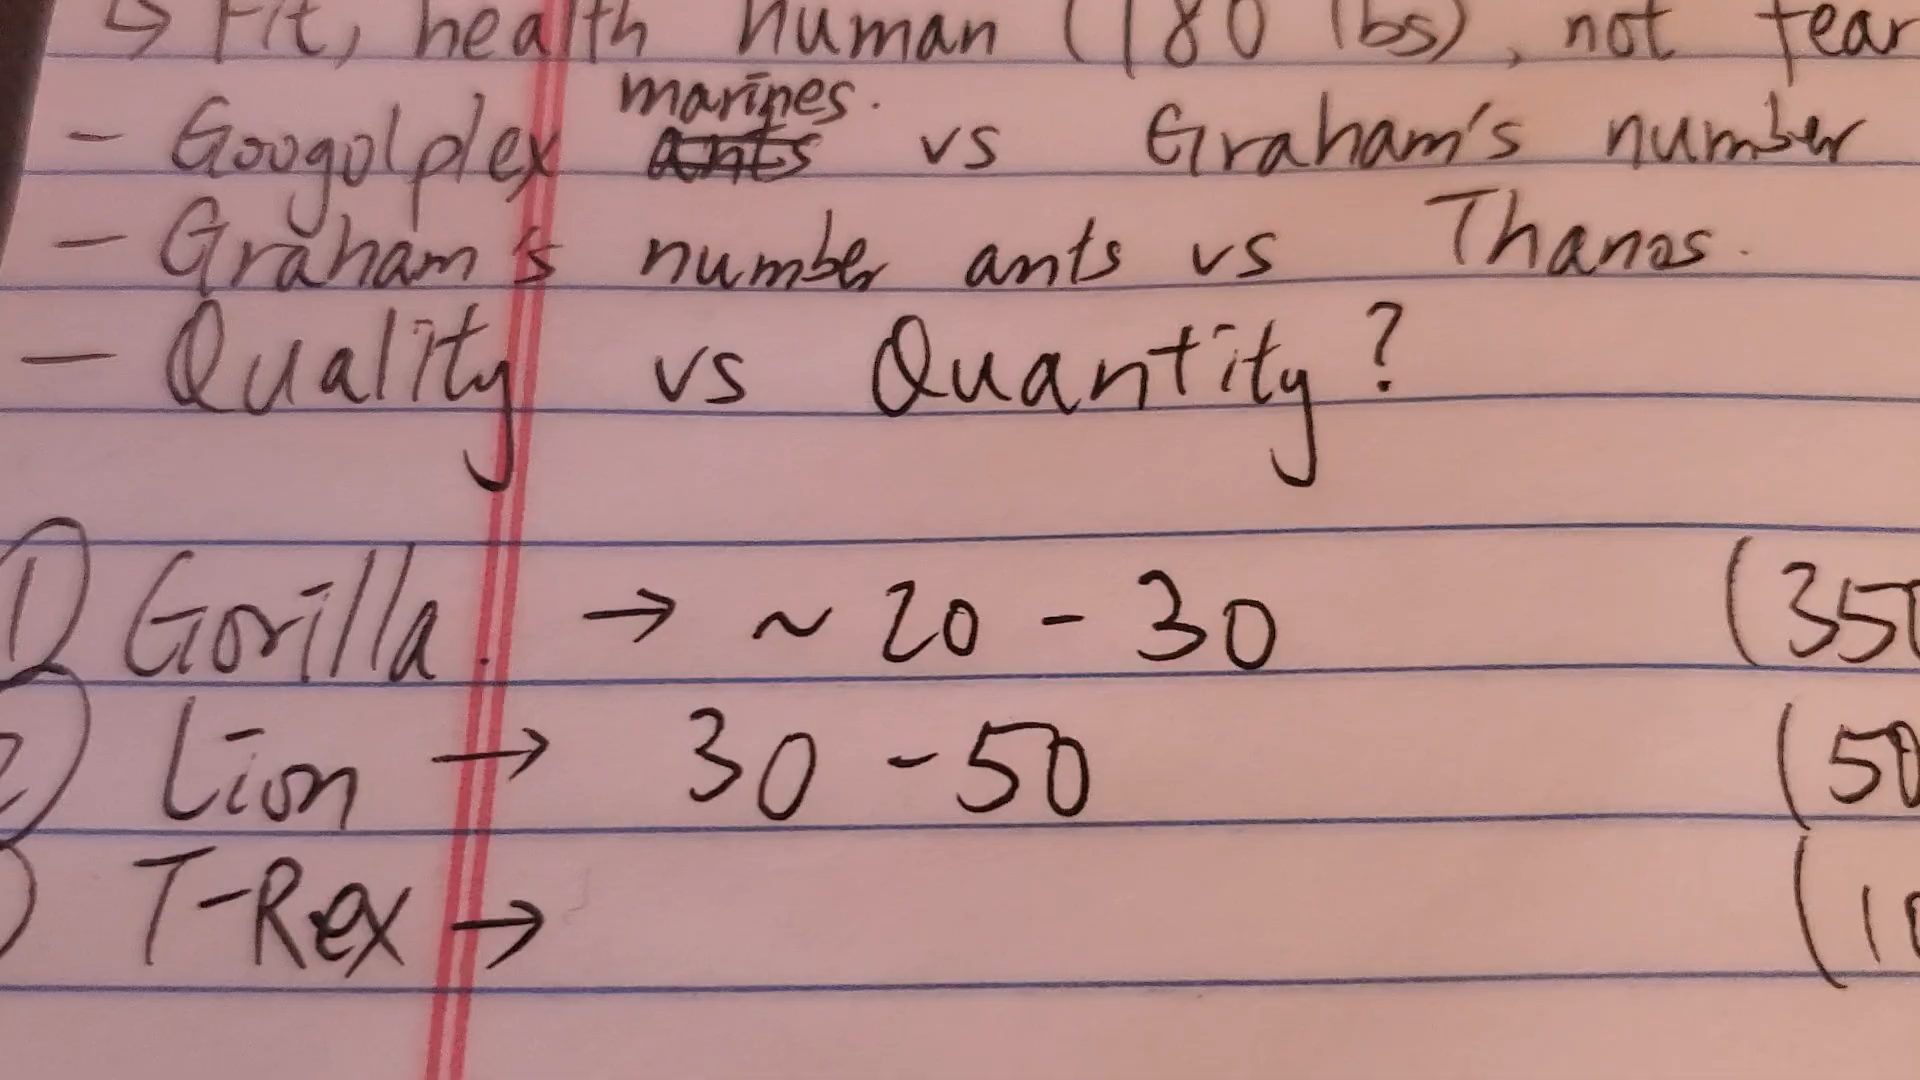 ↳ Fit, health human (180 lbs), not fear
- Googolplex marines. ants vs Graham's number
- Graham's number ants vs Thanos.
- Quality vs Quantity?
1) Gorilla. → ~ 20 - 30 (350
2) Lion → 30 - 50 (50
) T-Rex → (10